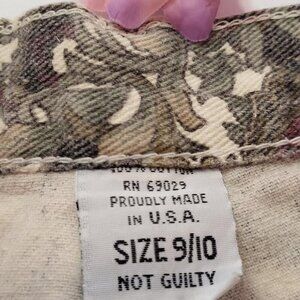 100% COTTON
RN 69029
PROUDLY MADE
in U.S.A.
SIZE 9/10
NOT GUILTY